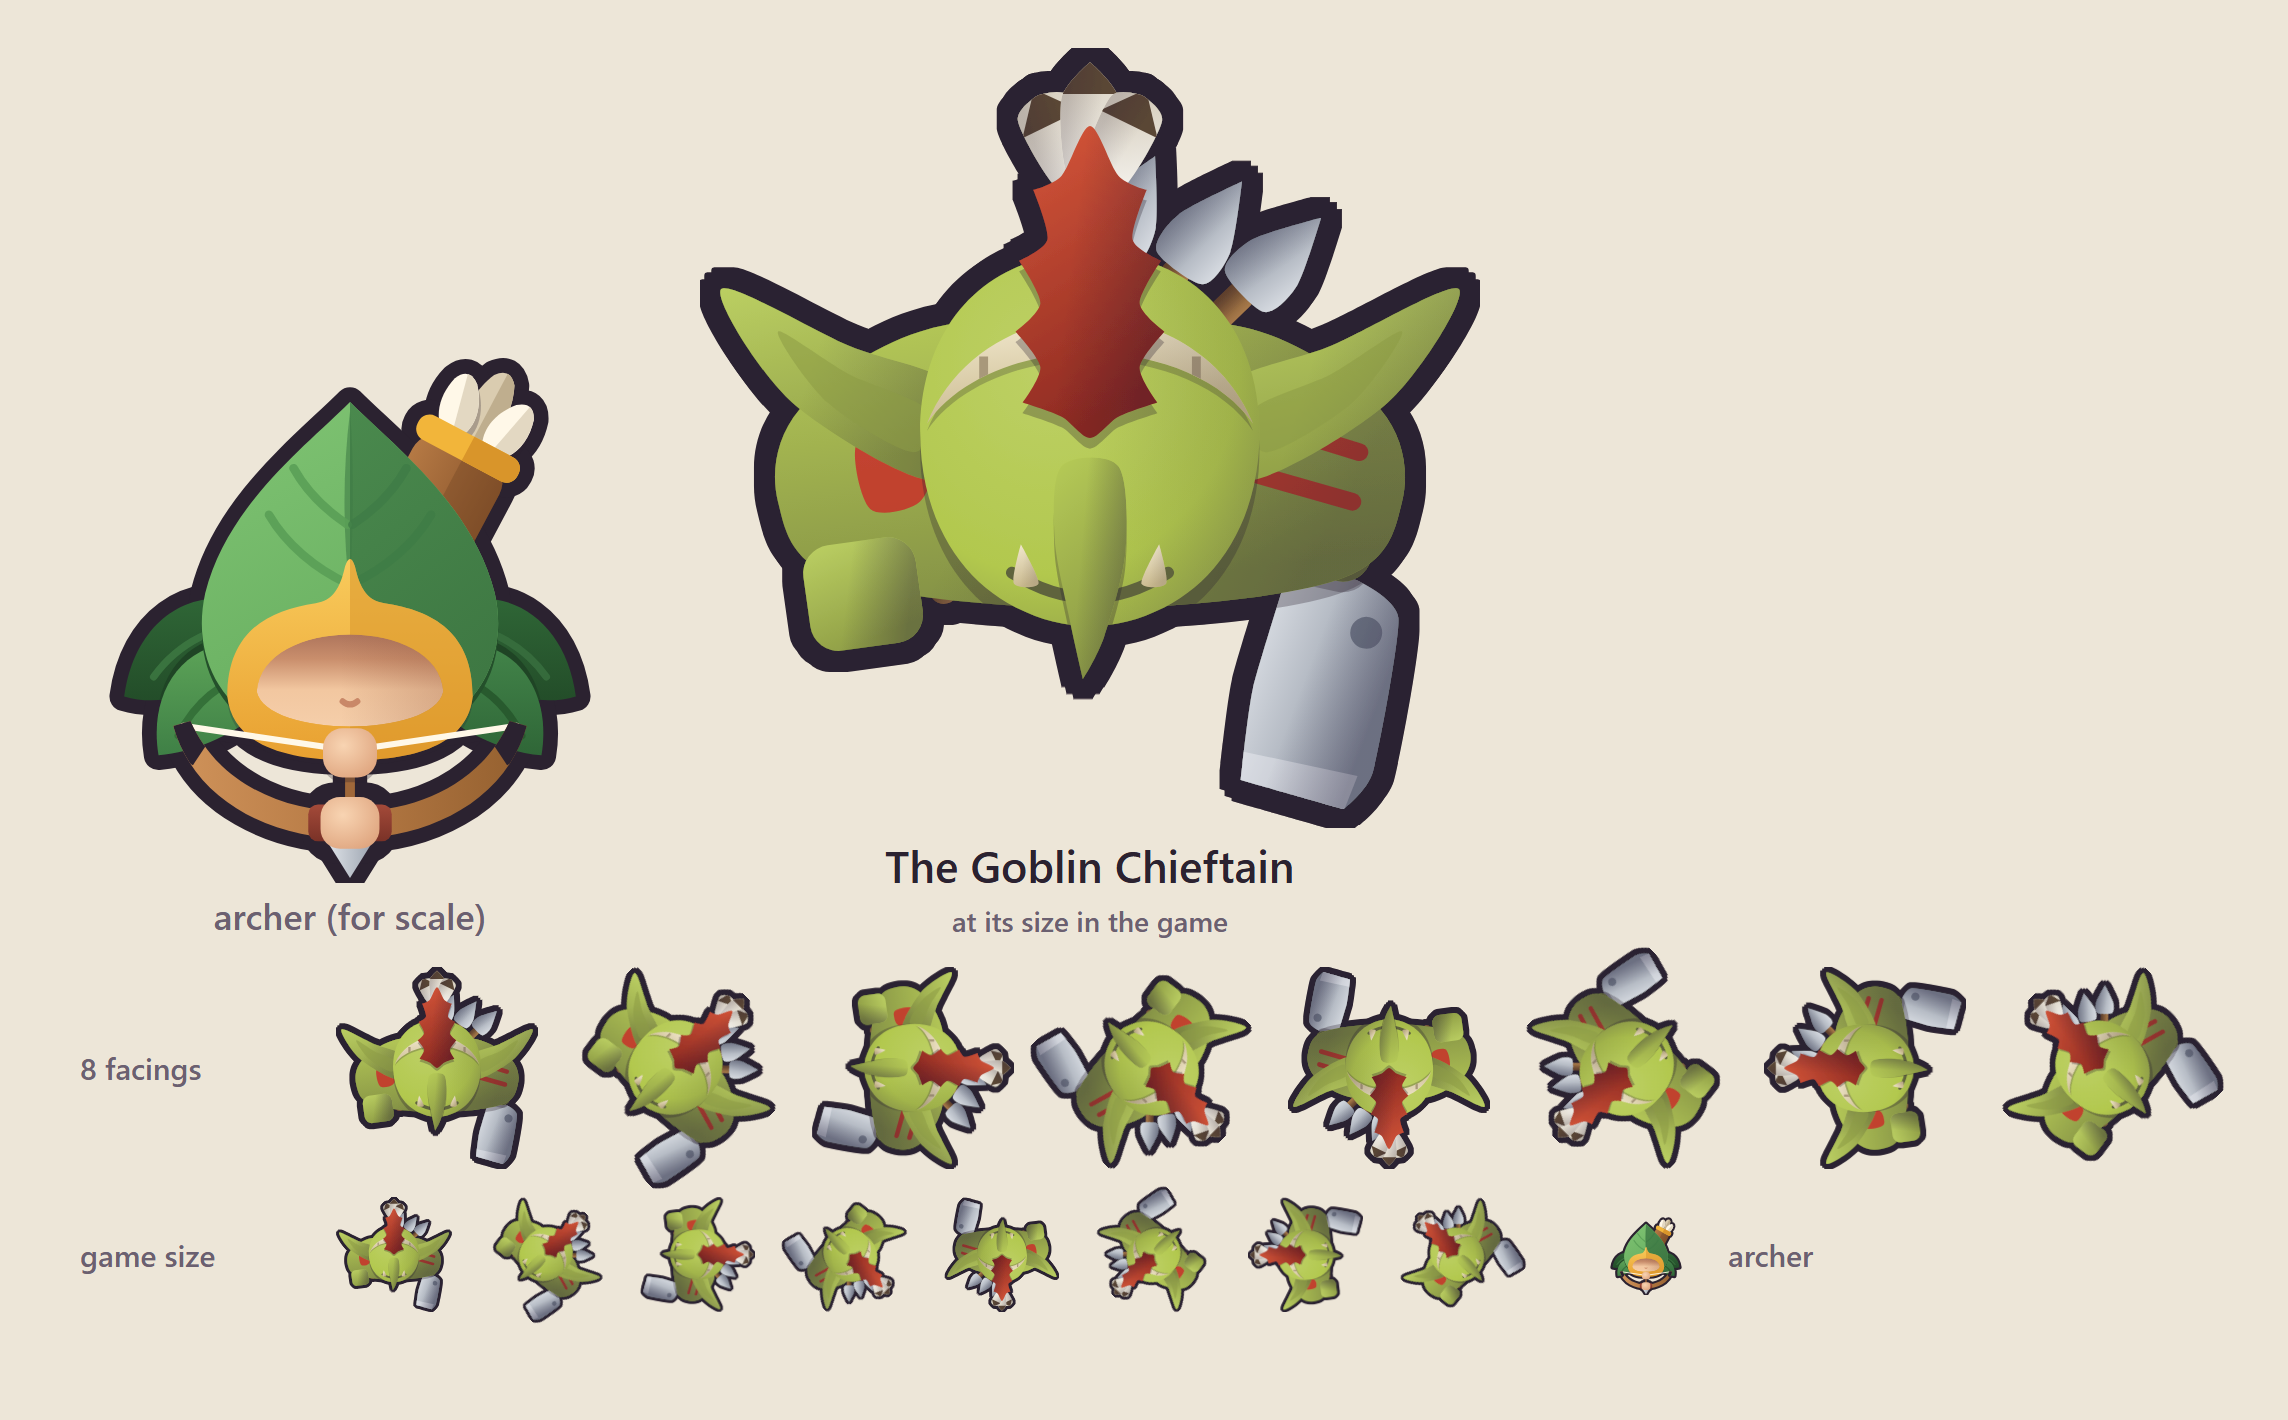 The Goblin Chieftain
archer (for scale)
at its size in the game
8 facings
game size
archer